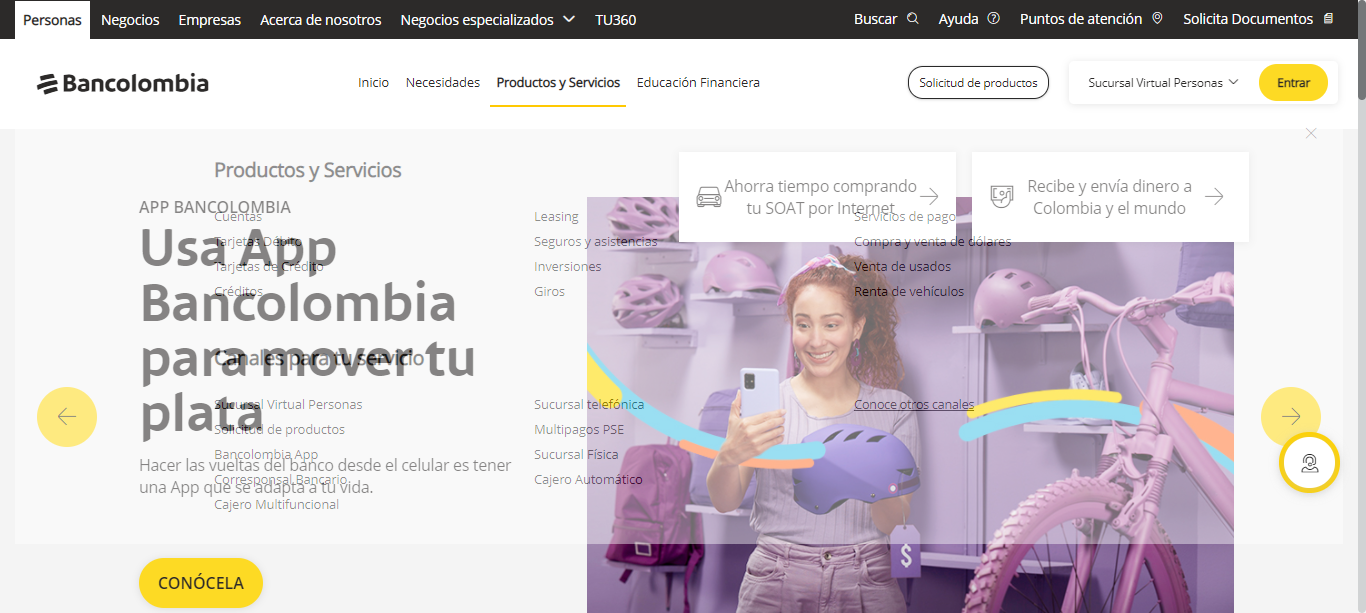 Personas Negocios Empresas Acerca de nosotros Negocios especializados TU360 Buscar Ayuda Puntos de atención Solicita Documentos
Bancolombia Inicio Necesidades Productos y Servicios Educación Financiera Solicitud de productos Sucursal Virtual Personas Entrar
Productos y Servicios
Ahorra tiempo comprando
tu SOAT por Internet
Recibe y envía dinero a
Colombia y el mundo
Cuentas
Tarjetas Débito
Tarjetas de Crédito
Créditos
Leasing
Seguros y asistencias
Inversiones
Giros
Servicios de pago
Compra y venta de dólares
Venta de usados
Renta de vehículos
Canales para tu servicio
Sucursal Virtual Personas
Solicitud de productos
Bancolombia App
Corresponsal Bancario
Cajero Multifuncional
Sucursal telefónica
Multipagos PSE
Sucursal Física
Cajero Automático
Conoce otros canales
APP BANCOLOMBIA
Usa App
Bancolombia
para mover tu
plata
Hacer las vueltas del banco desde el celular es tener
una App que se adapta a tu vida.
CONÓCELA
$